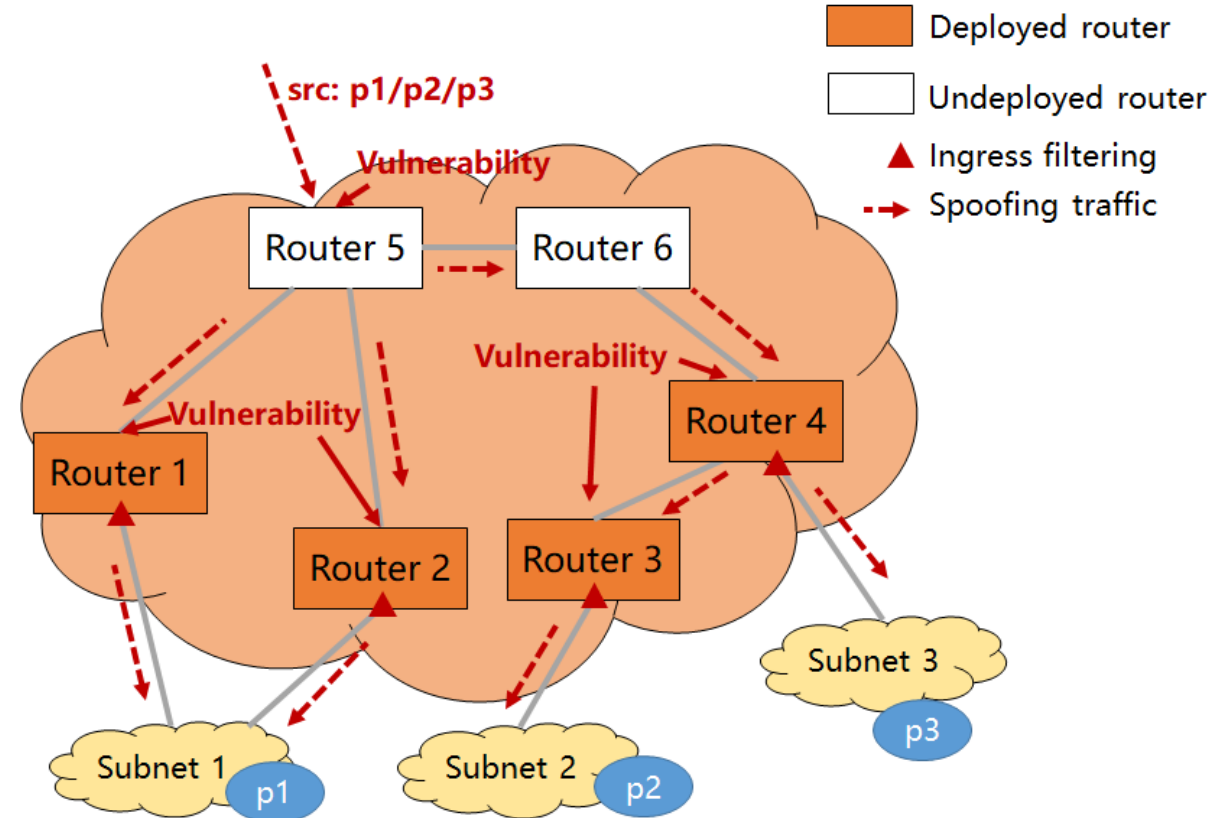 Deployed router
Undeployed router
Ingress filtering
Spoofing traffic
src: p1/p2/p3
Vulnerability
Router 5
Router 6
Vulnerability
Vulnerability
Router 4
Router 1
Router 2
Router 3
Subnet 3
p3
Subnet 1
p1
Subnet 2
p2